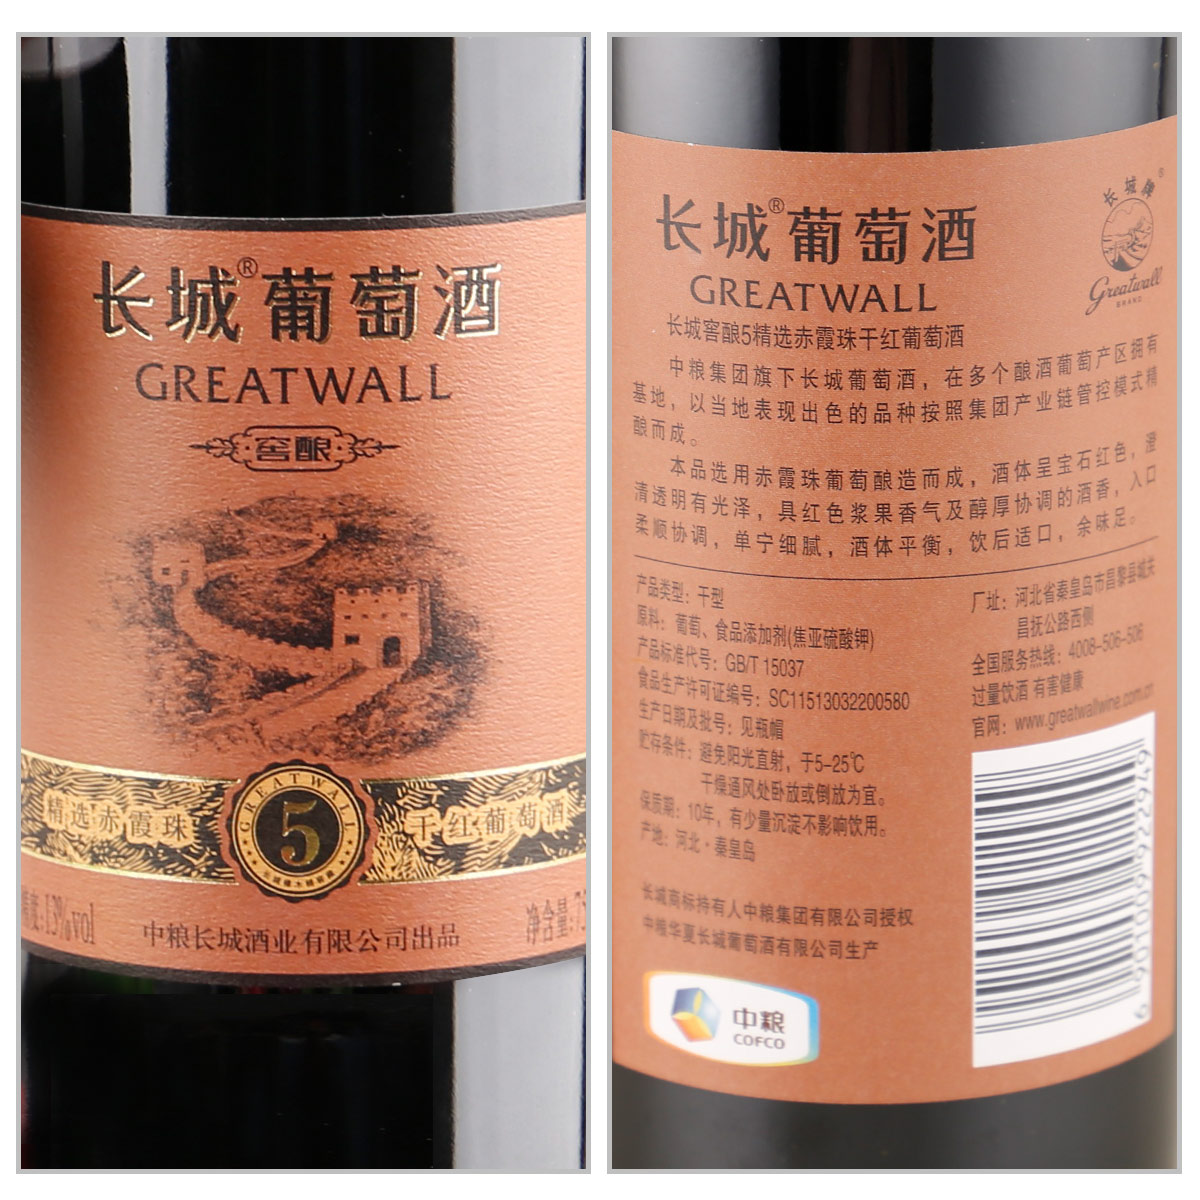 长城®葡萄酒
GREATWALL
窖酿
GREATWALL
精选赤霞珠
5
干红葡萄酒
:13%vol
中粮长城酒业有限公司出品
净含量:7
长城®葡萄酒
GREATWALL
长城牌®
Greatwall
BRAND
长城窖酿5精选赤霞珠干红葡萄酒
中粮集团旗下长城葡萄酒，在多个酿酒葡萄产区拥有
基地，以当地表现出色的品种按照集团产业链管控模式精
酿而成。
本品选用赤霞珠葡萄酿造而成，酒体呈宝石红色，澄
清透明有光泽，具红色浆果香气及醇厚协调的酒香，入口
柔顺协调，单宁细腻，酒体平衡，饮后适口，余味足。
产品类型：干型
原料：葡萄、食品添加剂(焦亚硫酸钾)
产品标准代号：GB/T 15037
食品生产许可证编号：SC11513032200580
生产日期及批号：见瓶帽
贮存条件：避免阳光直射，于5-25℃
干燥通风处卧放或倒放为宜。
保质期：10年，有少量沉淀不影响饮用。
产地：河北·秦皇岛
厂址：河北省秦皇岛市昌黎县城关
昌抚公路西侧
全国服务热线：4008-506-506
过量饮酒 有害健康
官网：www.greatwallwine.com.cn
长城商标持有人中粮集团有限公司授权
中粮华夏长城葡萄酒有限公司生产
中粮
COFCO